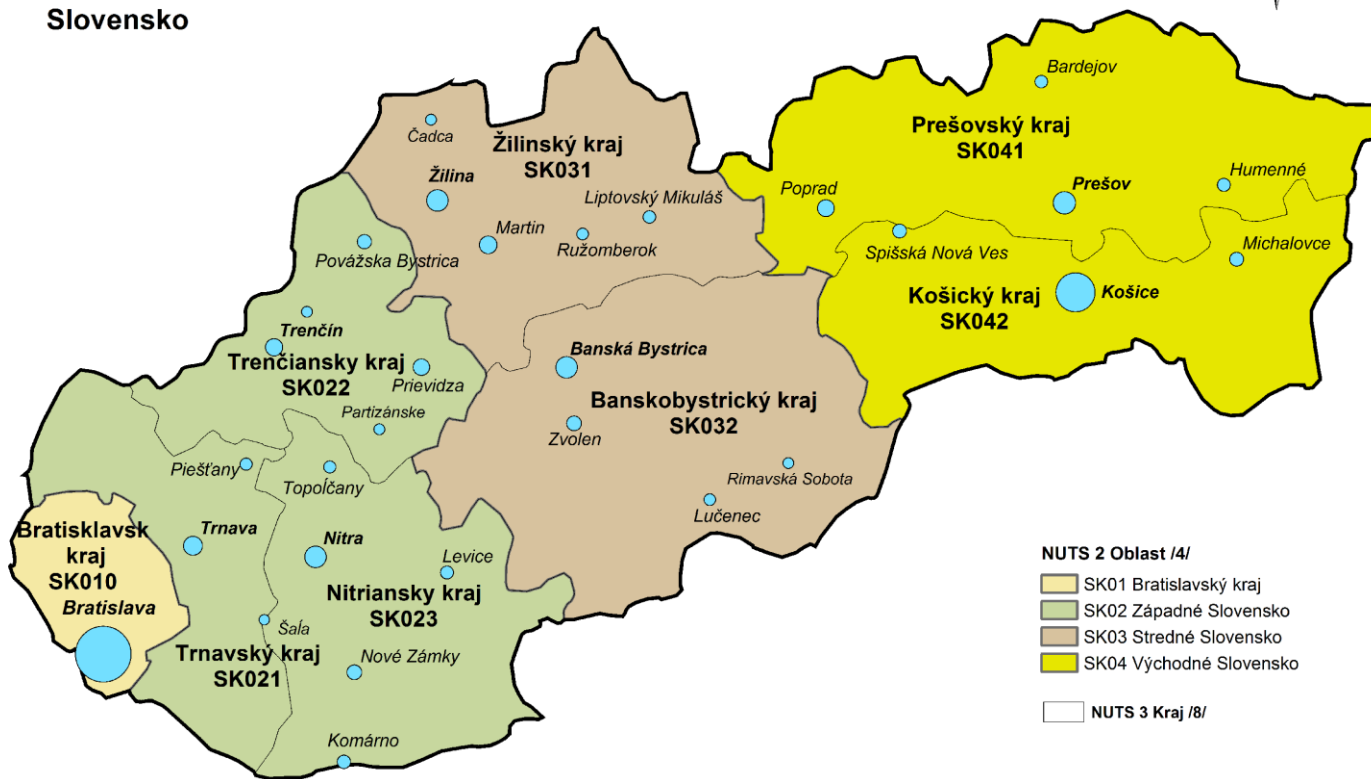 Slovensko
Bardejov
Prešovský kraj
SK041
Čadca
Žilinský kraj
SK031
Žilina
Humenné
Poprad
Prešov
Liptovský Mikuláš
Martin
Ružomberok
Spišská Nová Ves
Michalovce
Považska Bystrica
Košický kraj
SK042
Košice
Trenčín
Trenčiansky kraj
SK022
Banská Bystrica
Prievidza
Banskobystrický kraj
SK032
Partizánske
Zvolen
Piešťany
Topoĺčany
Rimavská Sobota
Lučenec
Bratisklavsk
kraj
SK010
Bratislava
Trnava
Nitra
Levice
Nitriansky kraj
SK023
Šaĺa
Trnavský kraj
SK021
Nové Zámky
Komárno
NUTS 2 Oblast /4/
SK01 Bratislavský kraj
SK02 Západné Slovensko
SK03 Stredné Slovensko
SK04 Východné Slovensko
NUTS 3 Kraj /8/